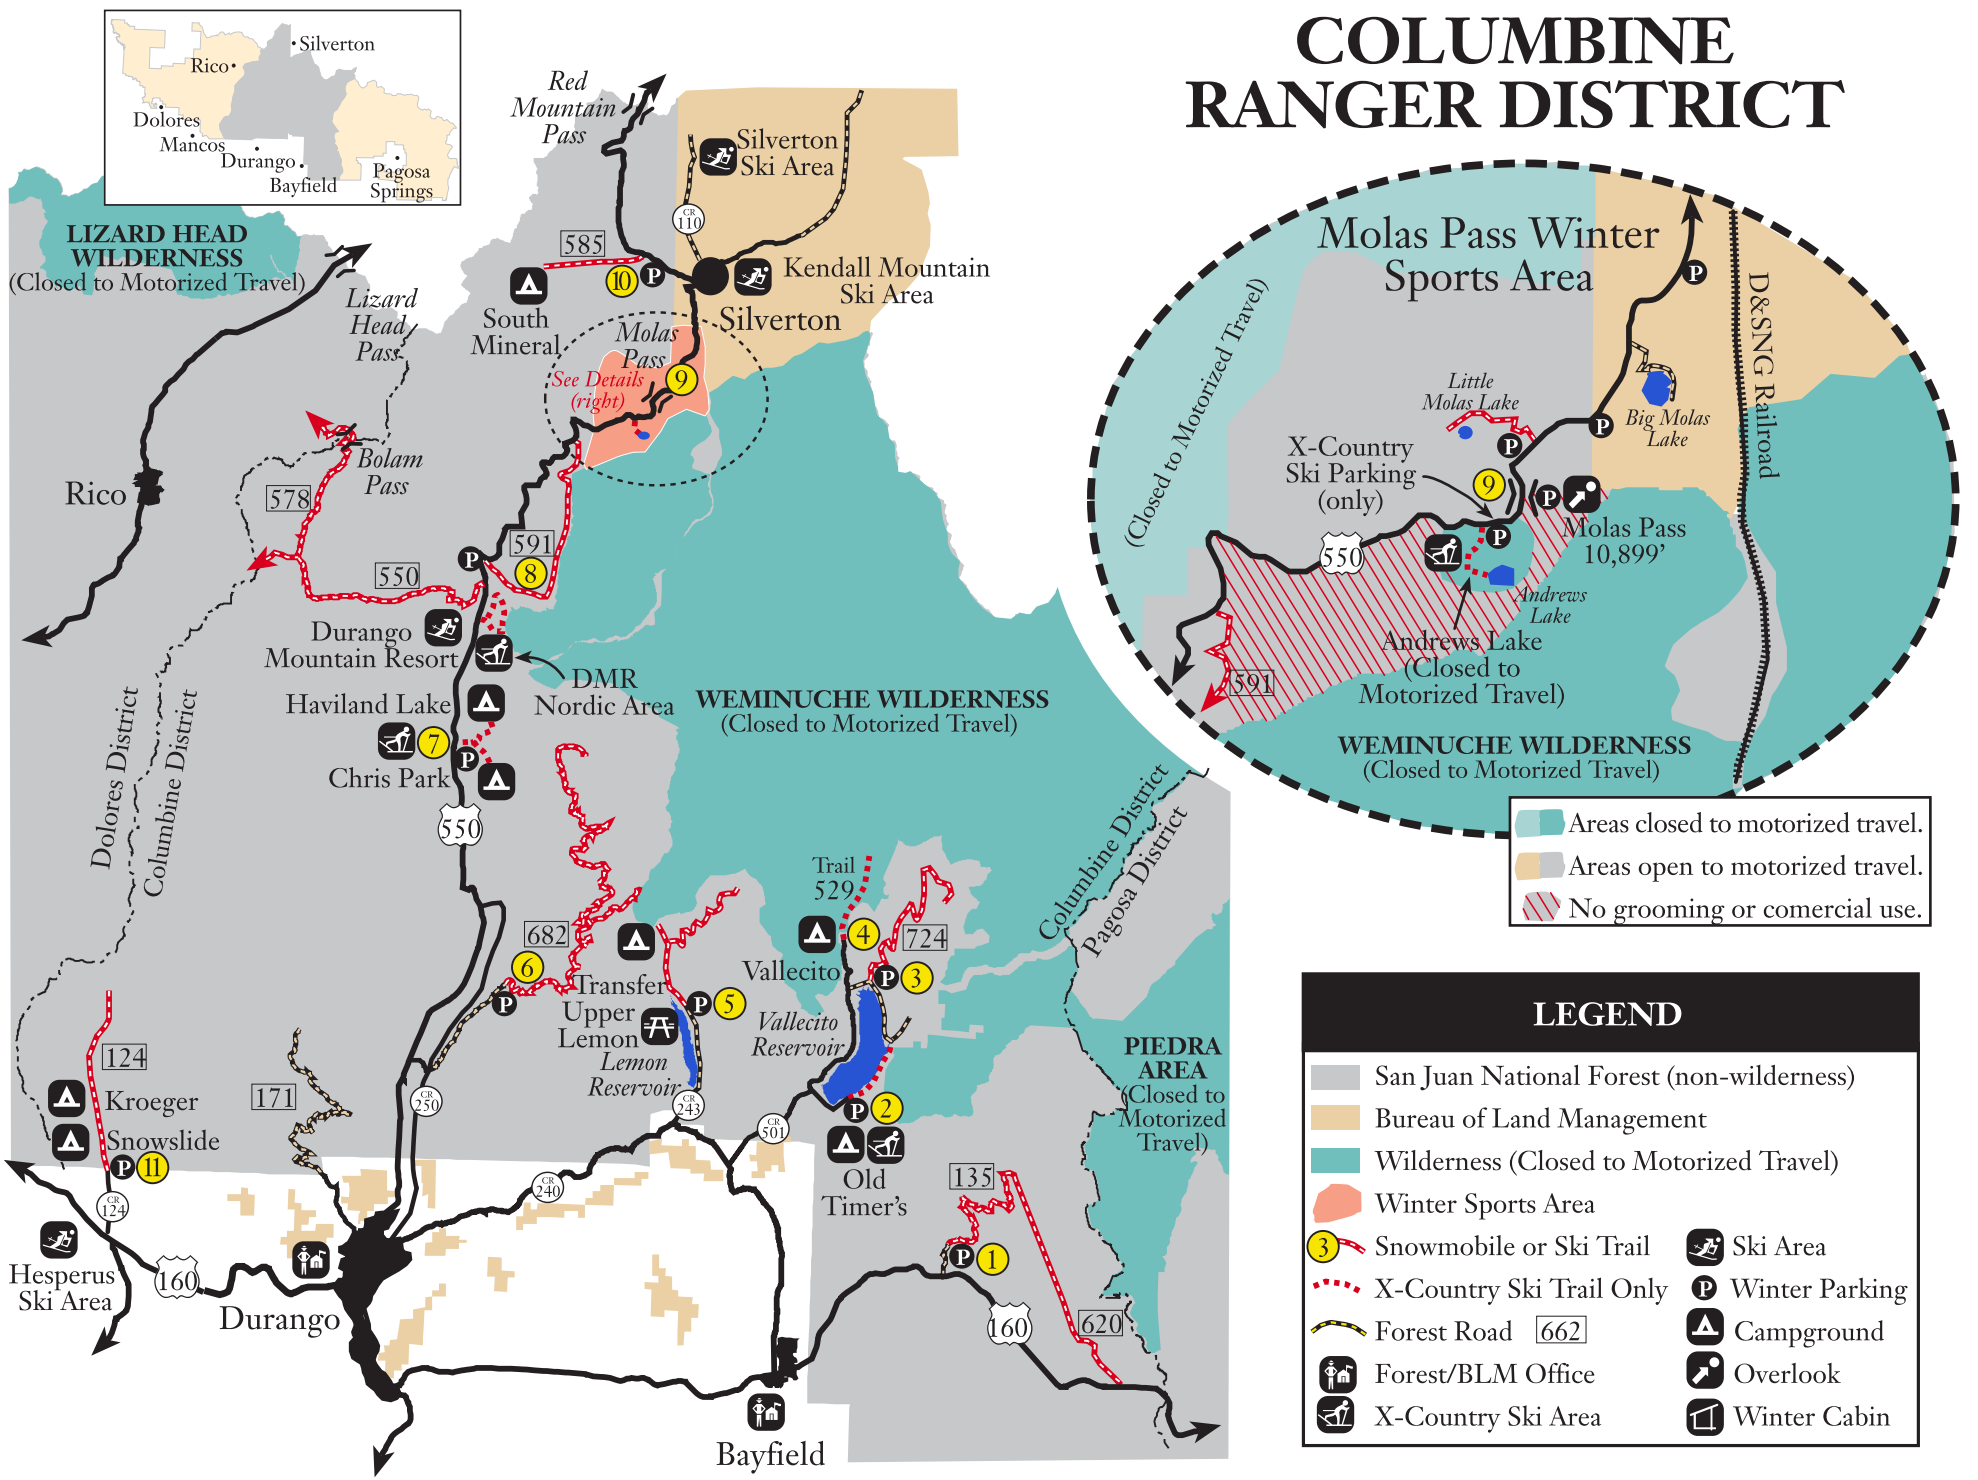 COLUMBINE
RANGER DISTRICT
Silverton
Rico
Dolores
Mancos
Durango
Bayfield
Pagosa
Springs
Red
Mountain
Pass
Silverton
Ski Area
CR
110
LIZARD HEAD
WILDERNESS
(Closed to Motorized Travel)
Lizard
Head
Pass
585
10
P
South
Mineral
Kendall Mountain
Ski Area
Silverton
Molas
Pass
See Details
(right)
9
Bolam
Pass
578
Rico
591
8
P
550
Durango
Mountain Resort
DMR
Nordic Area
Haviland Lake
7
P
Chris Park
550
WEMINUCHE WILDERNESS
(Closed to Motorized Travel)
Dolores District
Columbine District
Columbine District
Pagosa District
Trail
529
4
724
Vallecito
P
3
682
6
P
Transfer
Upper
Lemon
P
5
Lemon
Reservoir
Vallecito
Reservoir
PIEDRA
AREA
(Closed to
Motorized
Travel)
124
Kroeger
Snowslide
P
11
CR
124
171
CR
250
CR
243
CR
501
P
2
Old
Timer's
CR
240
135
P
1
620
160
Hesperus
Ski Area
160
Durango
Bayfield
Molas Pass Winter
Sports Area
(Closed to Motorized Travel)
P
D&SNG Railroad
Little
Molas Lake
Big Molas
Lake
P
P
X-Country
Ski Parking
(only)
9
P
Molas Pass
10,899'
P
550
Andrews
Lake
Andrews Lake
(Closed to
Motorized Travel)
591
WEMINUCHE WILDERNESS
(Closed to Motorized Travel)
Areas closed to motorized travel.
Areas open to motorized travel.
No grooming or comercial use.
LEGEND
San Juan National Forest (non-wilderness)
Bureau of Land Management
Wilderness (Closed to Motorized Travel)
Winter Sports Area
3 Snowmobile or Ski Trail
Ski Area
X-Country Ski Trail Only
P Winter Parking
Forest Road 662
Campground
Forest/BLM Office
Overlook
X-Country Ski Area
Winter Cabin